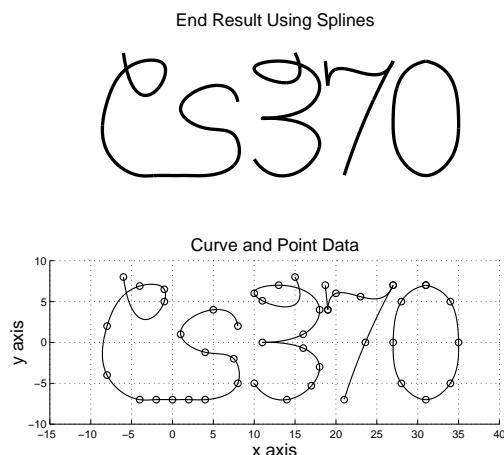 End Result Using Splines
Cs370
Curve and Point Data
10
5
0
−5
−10
y axis
Cs370
−15 −10 −5 0 5 10 15 20 25 30 35 40
x axis